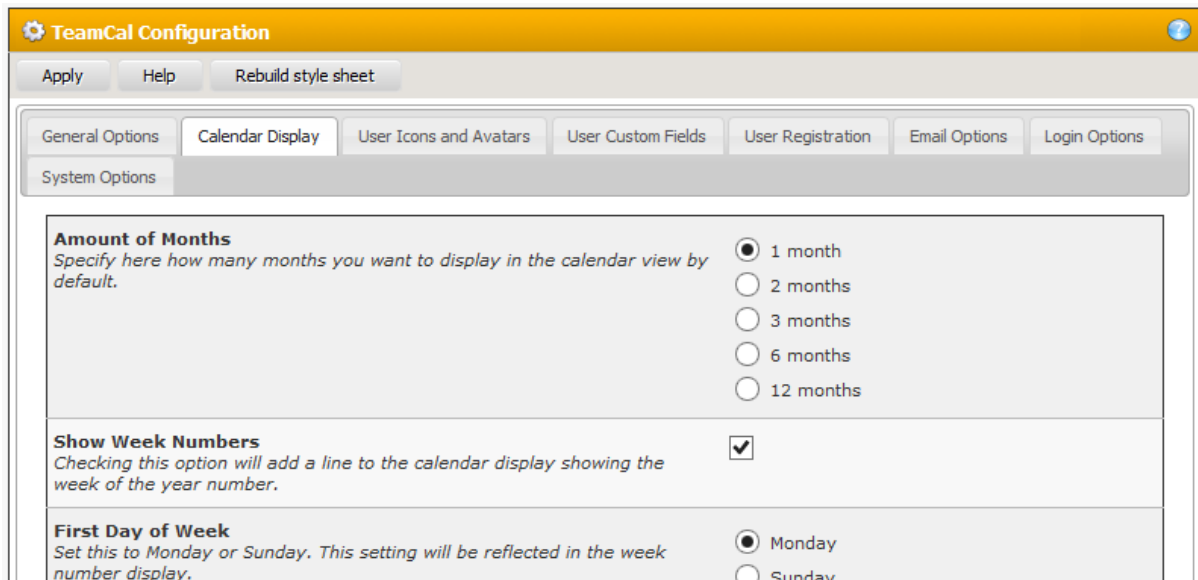 TeamCal Configuration
Apply Help Rebuild style sheet
General Options Calendar Display User Icons and Avatars User Custom Fields User Registration Email Options Login Options
System Options
Amount of Months
Specify here how many months you want to display in the calendar view by
default.
1 month
2 months
3 months
6 months
12 months
Show Week Numbers
Checking this option will add a line to the calendar display showing the
week of the year number.
First Day of Week
Set this to Monday or Sunday. This setting will be reflected in the week
number display.
Monday
Sunday